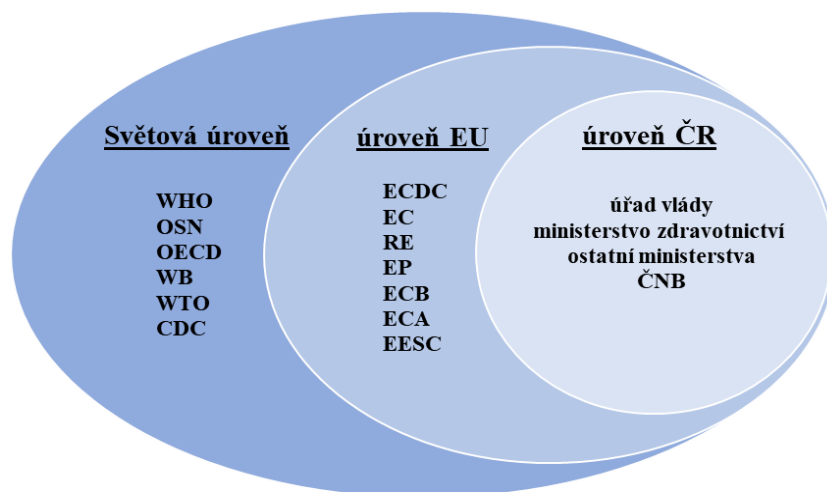 Světová úroveň
WHO
OSN
OECD
WB
WTO
CDC
úroveň EU
ECDC
EC
RE
EP
ECB
ECA
EESC
úroveň ČR
úřad vlády
ministerstvo zdravotnictví
ostatní ministerstva
ČNB